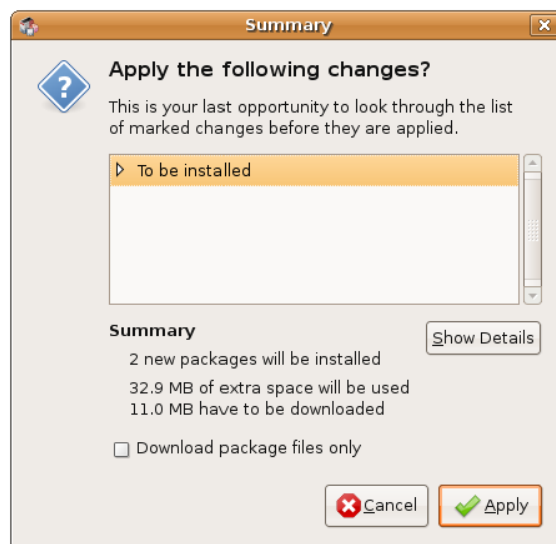 Summary
Apply the following changes?
This is your last opportunity to look through the list
of marked changes before they are applied.
To be installed
Summary
Show Details
2 new packages will be installed
32.9 MB of extra space will be used
11.0 MB have to be downloaded
Download package files only
Cancel
Apply